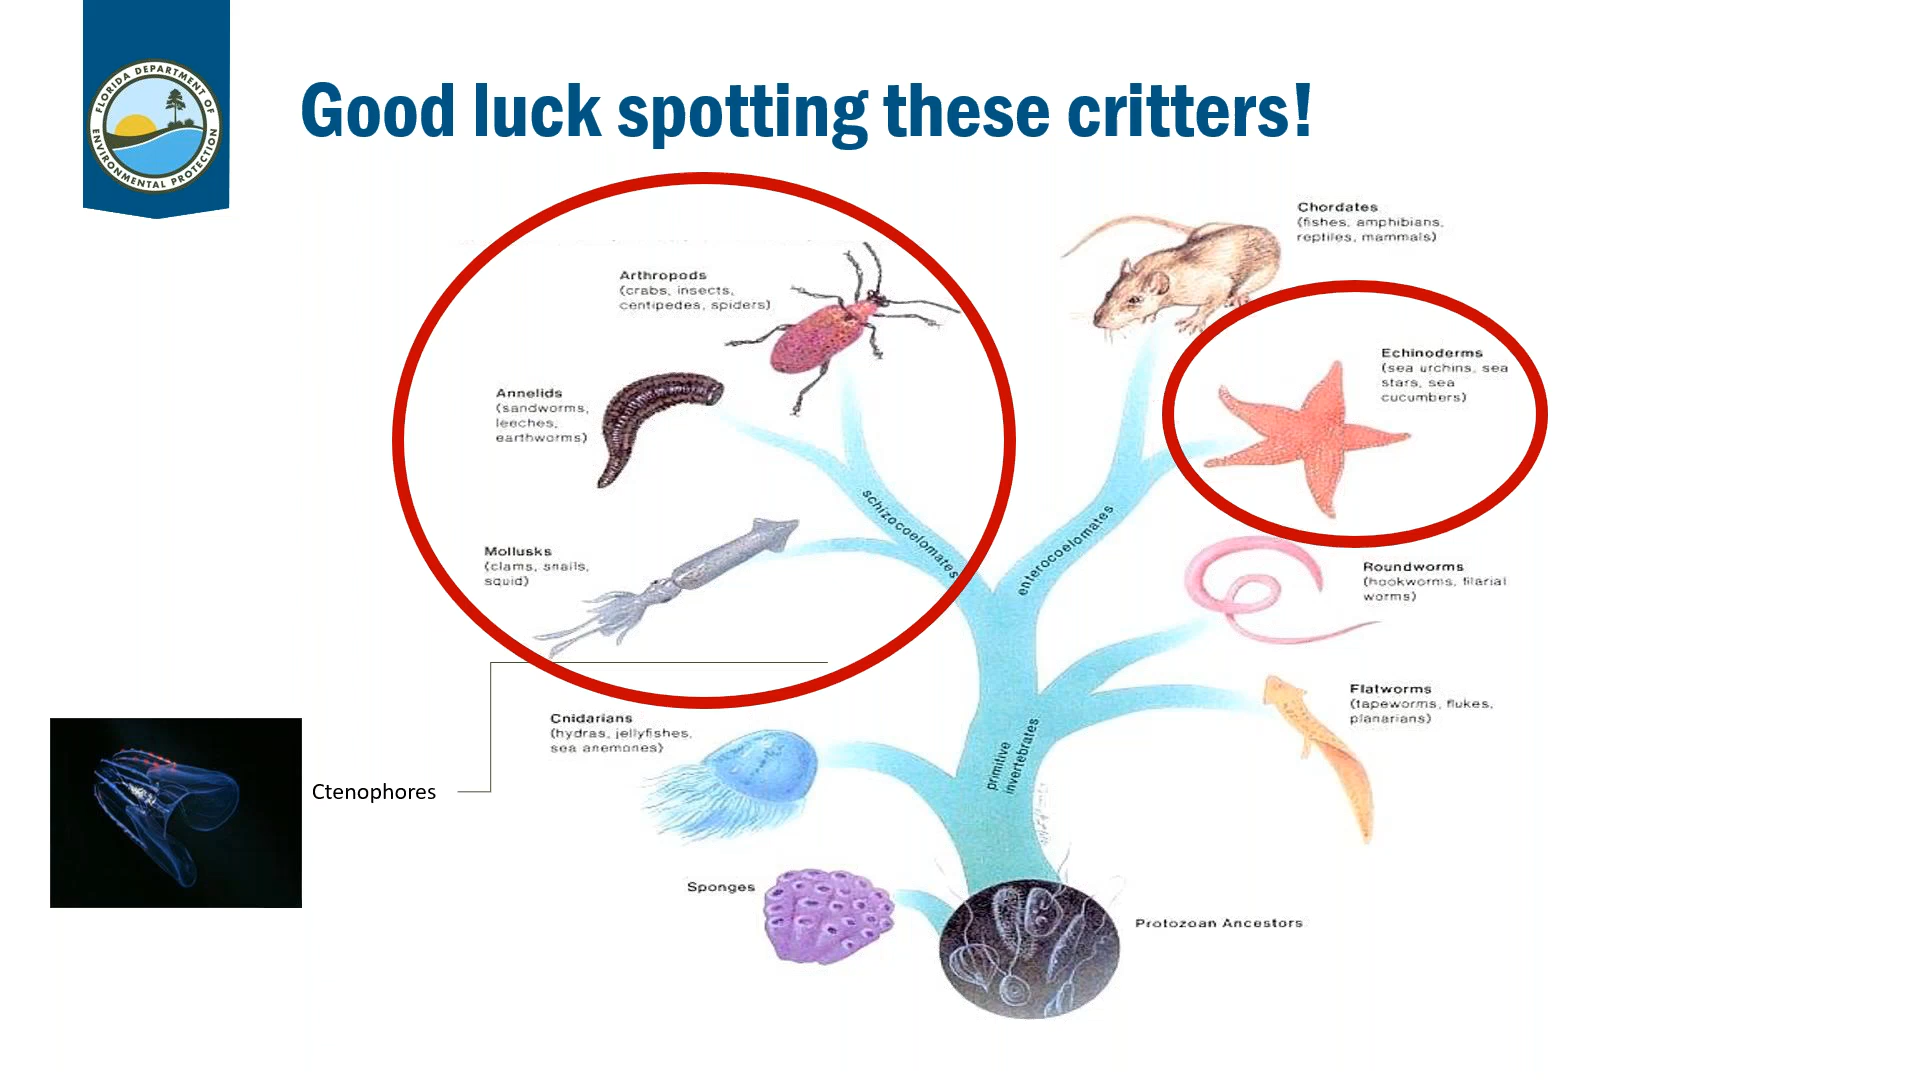 FLORIDA DEPARTMENT OF
ENVIRONMENTAL PROTECTION
Good luck spotting these critters!
Chordates
(fishes, amphibians,
reptiles, mammals)
Arthropods
(crabs, insects,
centipedes, spiders)
Echinoderms
(sea urchins, sea
stars, sea
cucumbers)
Annelids
(sandworms,
leeches,
earthworms)
schizocoelomates
enterocoelomates
Mollusks
(clams, snails,
squid)
Roundworms
(hookworms, filarial
worms)
Flatworms
(tapeworms, flukes,
planarians)
Cnidarians
(hydras, jellyfishes,
sea anemones)
primitive
invertebrates
Ctenophores
Sponges
Protozoan Ancestors